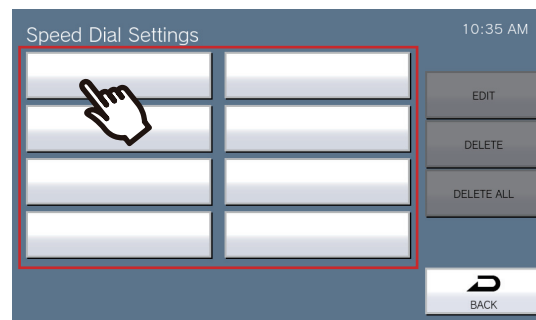 Speed Dial Settings
10:35 AM
EDIT
DELETE
DELETE ALL
BACK